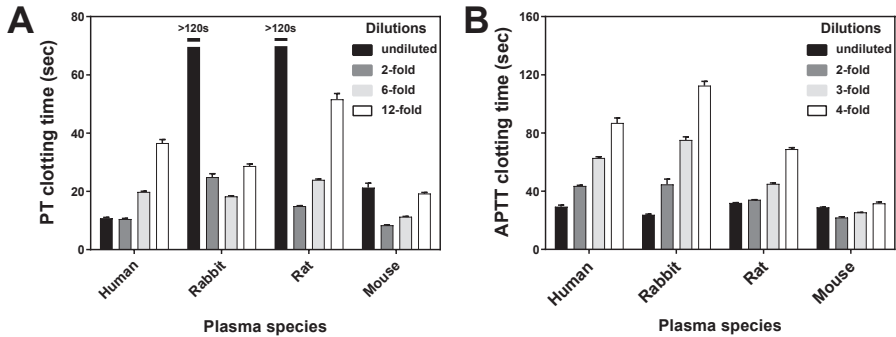 A
PT clotting time (sec)
80
60
40
20
0
>120s
>120s
Dilutions
undiluted
2-fold
6-fold
12-fold
Human
Rabbit
Rat
Mouse
Plasma species
B
APTT clotting time (sec)
160
120
80
40
0
Dilutions
undiluted
2-fold
3-fold
4-fold
Human
Rabbit
Rat
Mouse
Plasma species